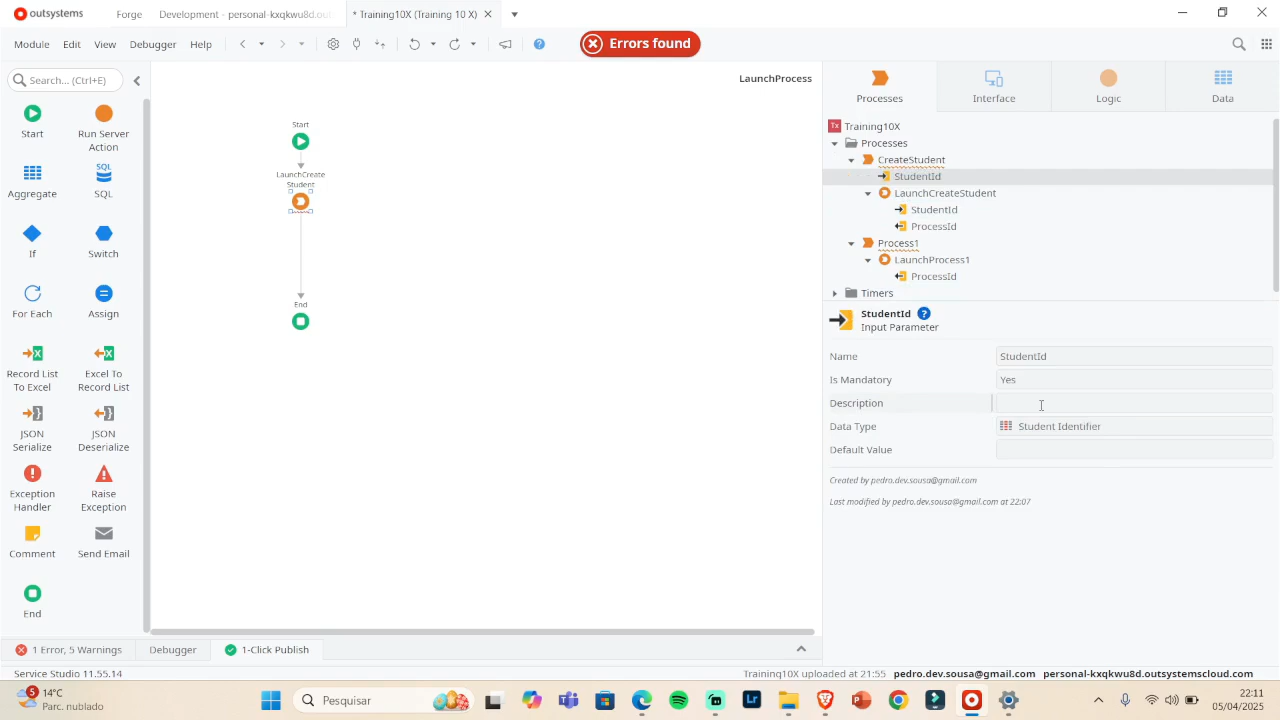 outsystems
Forge
Development - personal-kxqkwu8d.out
* Training10X (Training 10 X)
Module
Edit
View
Debugger
Help
Errors found
Search... (Ctrl+E)
LaunchProcess
Processes
Interface
Logic
Data
Start
Run Server
Action
Aggregate
SQL
SQL
If
Switch
For Each
Assign
Record List
To Excel
Excel To
Record List
JSON
Serialize
JSON
Deserialize
Exception
Handler
Raise
Exception
Comment
Send Email
End
Start
LaunchCreate
Student
End
Tx
Training10X
Processes
CreateStudent
StudentId
LaunchCreateStudent
StudentId
ProcessId
Process1
LaunchProcess1
ProcessId
Timers
StudentId
Input Parameter
Name
StudentId
Is Mandatory
Yes
Description
Data Type
Student Identifier
Default Value
Created by pedro.dev.sousa@gmail.com
Last modified by pedro.dev.sousa@gmail.com at 22:07
1 Error, 5 Warnings
Debugger
1-Click Publish
Service Studio 11.55.14
Training10X uploaded at 21:55
pedro.dev.sousa@gmail.com
personal-kxqkwu8d.outsystemscloud.com
5
14°C
Parc. nublado
Pesquisar
Lr
22:11
05/04/2025